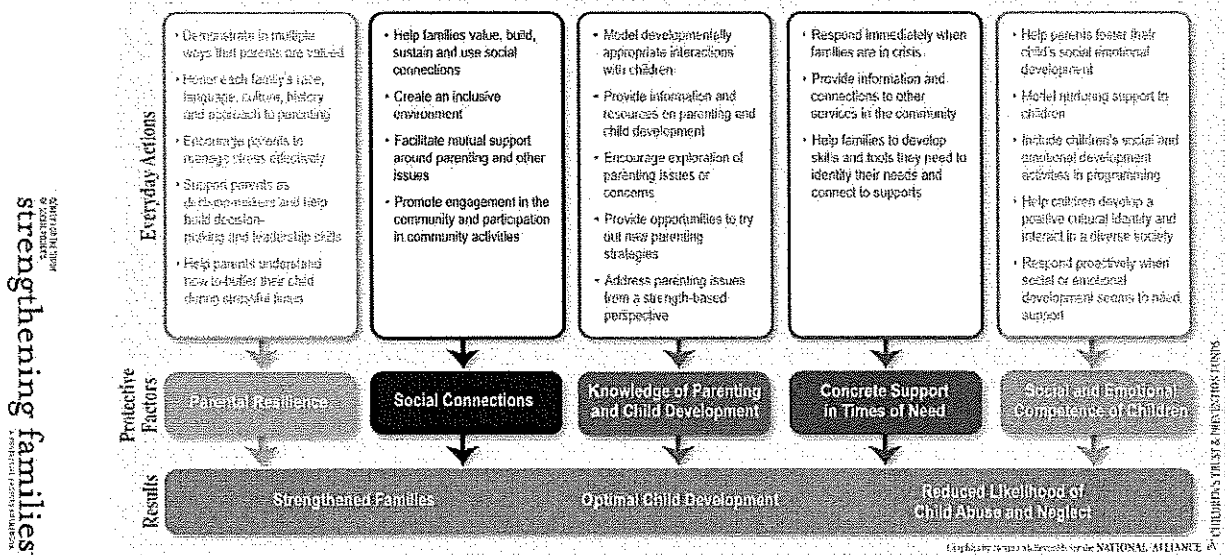 Everyday Actions
• Demonstrate in multiple
ways that parents are valued
• Honor each family's race,
language, culture, history
and approach to parenting
• Encourage parents to
manage stress effectively
• Support parents as
decision-makers and help
build decision-
making and leadership skills
• Help parents understand
how to buffer their child
during stressful times
• Help families value, build,
sustain and use social
connections
• Create an inclusive
environment
• Facilitate mutual support
around parenting and other
issues
• Promote engagement in the
community and participation
in community activities
• Model developmentally
appropriate interactions
with children
• Provide information and
resources on parenting and
child development
• Encourage exploration of
parenting issues or
concerns
• Provide opportunities to try
out new parenting
strategies
• Address parenting issues
from a strength-based
perspective
• Respond immediately when
families are in crisis
• Provide information and
connections to other
services in the community
• Help families to develop
skills and tools they need to
identify their needs and
connect to supports
• Help parents foster their
child's social emotional
development
• Model nurturing support to
children
• Include children's social and
emotional development
activities in programming
• Help children develop a
positive cultural identity and
interact in a diverse society
• Respond proactively when
social or emotional
development seems to need
support
Protective
Factors
Parental Resilience
Social Connections
Knowledge of Parenting
and Child Development
Concrete Support
in Times of Need
Social and Emotional
Competence of Children
Results
Strengthened Families
Optimal Child Development
Reduced Likelihood of
Child Abuse and Neglect
strengthening families
NATIONAL ALLIANCE
CHILDREN'S TRUST & PREVENTION FUNDS